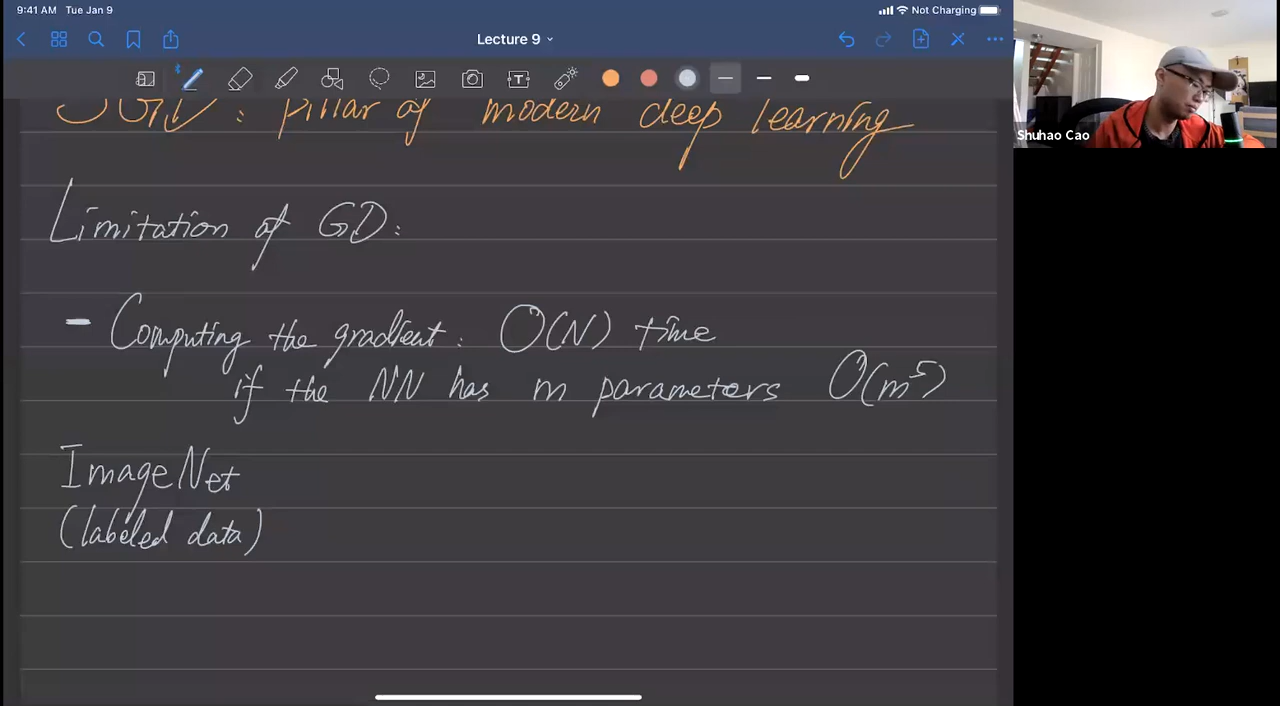 9:41 AM Tue Jan 9
Not Charging
Lecture 9
Shuhao Cao
SGD : pillar of modern deep learning
Limitation of GD:
- Computing the gradient : O(N) time
if the NN has m parameters O(m⁵)
ImageNet
(labeled data)